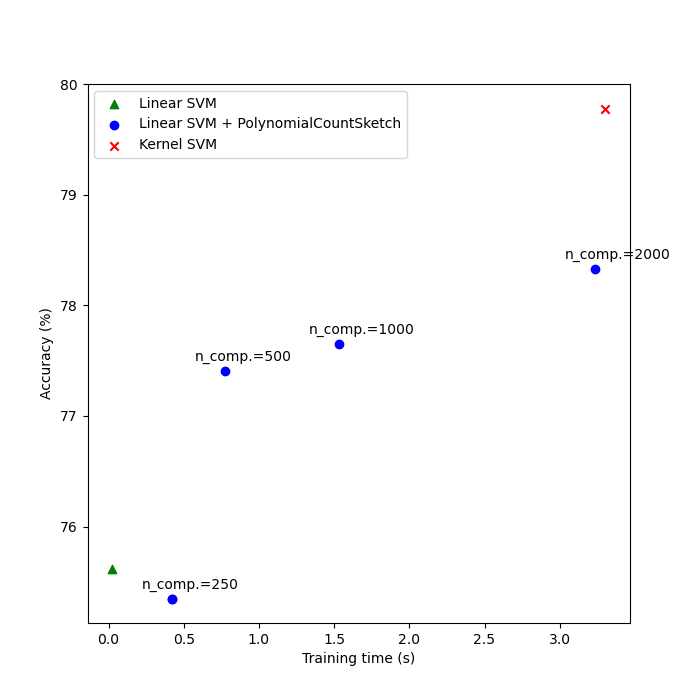 80
Linear SVM
Linear SVM + PolynomialCountSketch
Kernel SVM
79
n_comp.=2000
78
n_comp.=1000
n_comp.=500
Accuracy (%)
77
76
n_comp.=250
0.0 0.5 1.0 1.5 2.0 2.5 3.0
Training time (s)